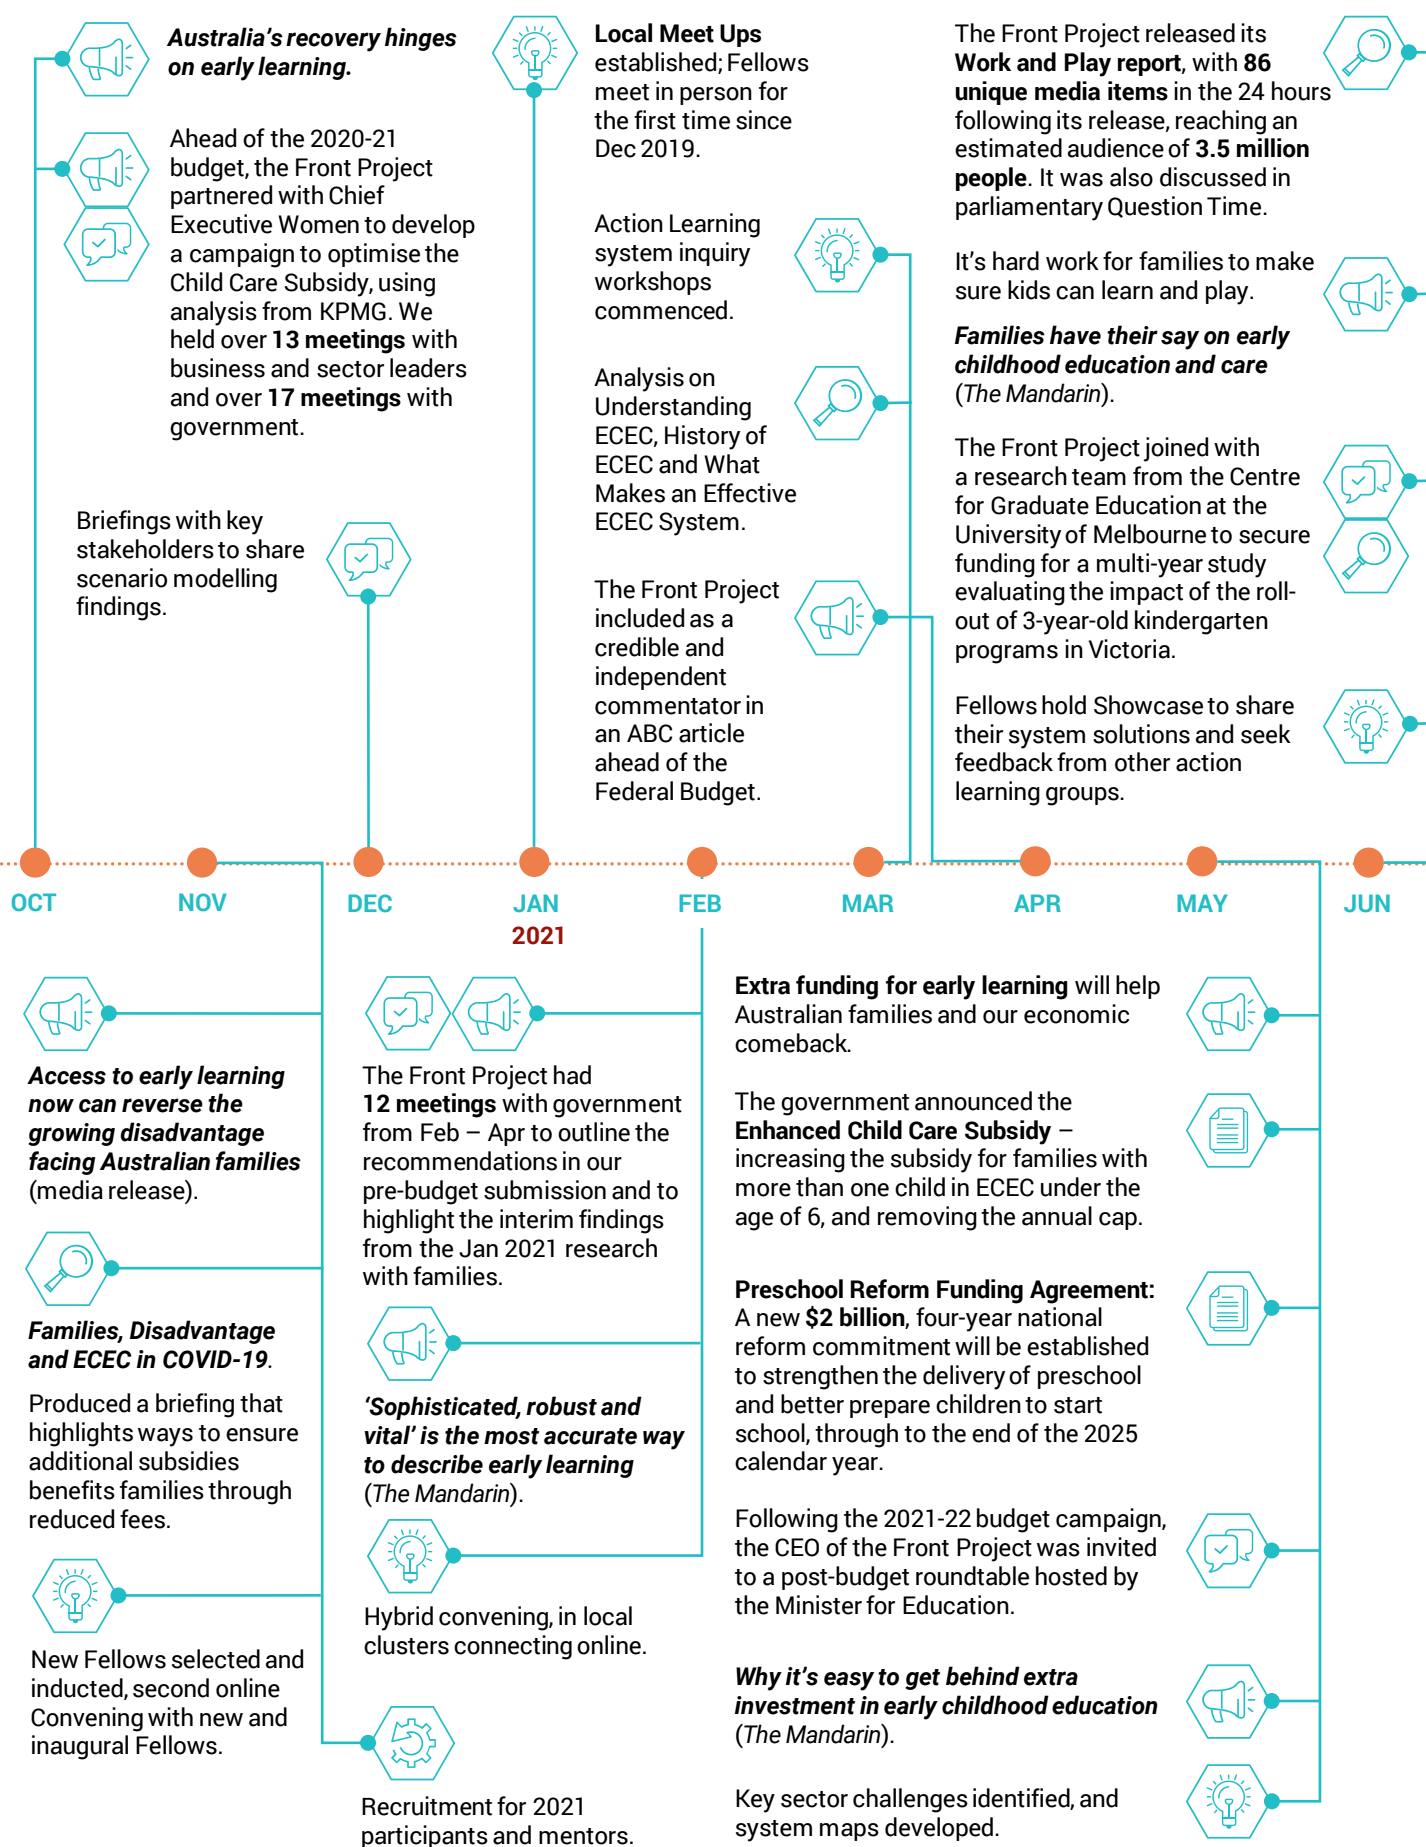 Australia's recovery hinges
on early learning.
Ahead of the 2020-21
budget, the Front Project
partnered with Chief
Executive Women to develop
a campaign to optimise the
Child Care Subsidy, using
analysis from KPMG. We
held over 13 meetings with
business and sector leaders
and over 17 meetings with
government.
Briefings with key
stakeholders to share
scenario modelling
findings.
Local Meet Ups
established; Fellows
meet in person for
the first time since
Dec 2019.
Action Learning
system inquiry
workshops
commenced.
Analysis on
Understanding
ECEC, History of
ECEC and What
Makes an Effective
ECEC System.
The Front Project
included as a
credible and
independent
commentator in
an ABC article
ahead of the
Federal Budget.
The Front Project released its
Work and Play report, with 86
unique media items in the 24 hours
following its release, reaching an
estimated audience of 3.5 million
people. It was also discussed in
parliamentary Question Time.
It's hard work for families to make
sure kids can learn and play.
Families have their say on early
childhood education and care
(The Mandarin).
The Front Project joined with
a research team from the Centre
for Graduate Education at the
University of Melbourne to secure
funding for a multi-year study
evaluating the impact of the roll-
out of 3-year-old kindergarten
programs in Victoria.
Fellows hold Showcase to share
their system solutions and seek
feedback from other action
learning groups.
OCT
NOV
DEC
JAN
2021
FEB
MAR
APR
MAY
JUN
Access to early learning
now can reverse the
growing disadvantage
facing Australian families
(media release).
Families, Disadvantage
and ECEC in COVID-19.
Produced a briefing that
highlights ways to ensure
additional subsidies
benefits families through
reduced fees.
New Fellows selected and
inducted, second online
Convening with new and
inaugural Fellows.
The Front Project had
12 meetings with government
from Feb – Apr to outline the
recommendations in our
pre-budget submission and to
highlight the interim findings
from the Jan 2021 research
with families.
'Sophisticated, robust and
vital' is the most accurate way
to describe early learning
(The Mandarin).
Hybrid convening, in local
clusters connecting online.
Recruitment for 2021
participants and mentors.
Extra funding for early learning will help
Australian families and our economic
comeback.
The government announced the
Enhanced Child Care Subsidy –
increasing the subsidy for families with
more than one child in ECEC under the
age of 6, and removing the annual cap.
Preschool Reform Funding Agreement:
A new $2 billion, four-year national
reform commitment will be established
to strengthen the delivery of preschool
and better prepare children to start
school, through to the end of the 2025
calendar year.
Following the 2021-22 budget campaign,
the CEO of the Front Project was invited
to a post-budget roundtable hosted by
the Minister for Education.
Why it's easy to get behind extra
investment in early childhood education
(The Mandarin).
Key sector challenges identified, and
system maps developed.